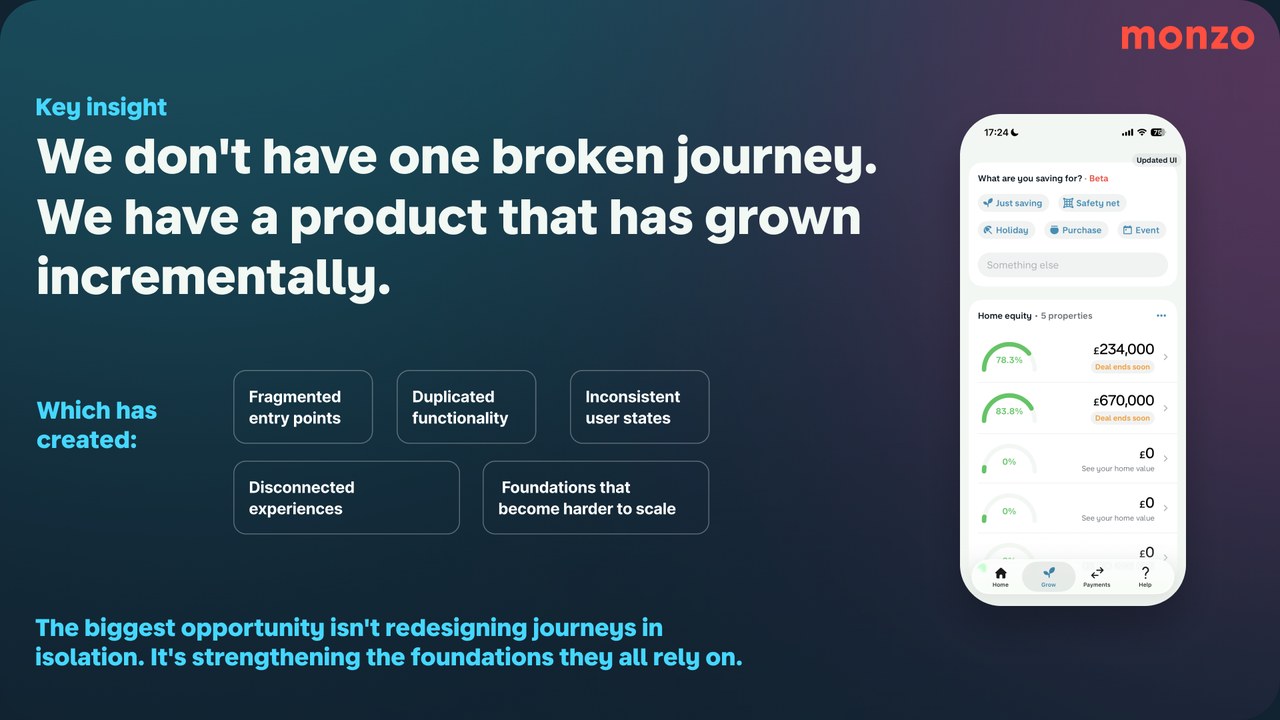 monzo
Key insight
We don't have one broken journey.
We have a product that has grown
incrementally.
Which has
created:
Fragmented
entry points
Duplicated
functionality
Inconsistent
user states
Disconnected
experiences
Foundations that
become harder to scale
The biggest opportunity isn't redesigning journeys in
isolation. It's strengthening the foundations they all rely on.
17:24
Updated UI
What are you saving for? · Beta
Just saving
Safety net
Holiday
Purchase
Event
Something else
Home equity • 5 properties
78.3%
£234,000
Deal ends soon
83.8%
£670,000
Deal ends soon
0%
£0
See your home value
0%
£0
See your home value
£0
Home
Grow
Payments
Help